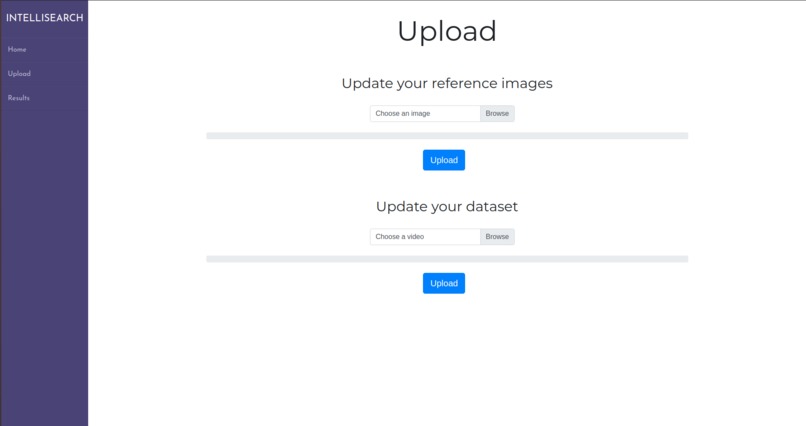 INTELLISEARCH
Home
Upload
Results
Upload
Update your reference images
Choose an image Browse
Upload
Update your dataset
Choose a video Browse
Upload